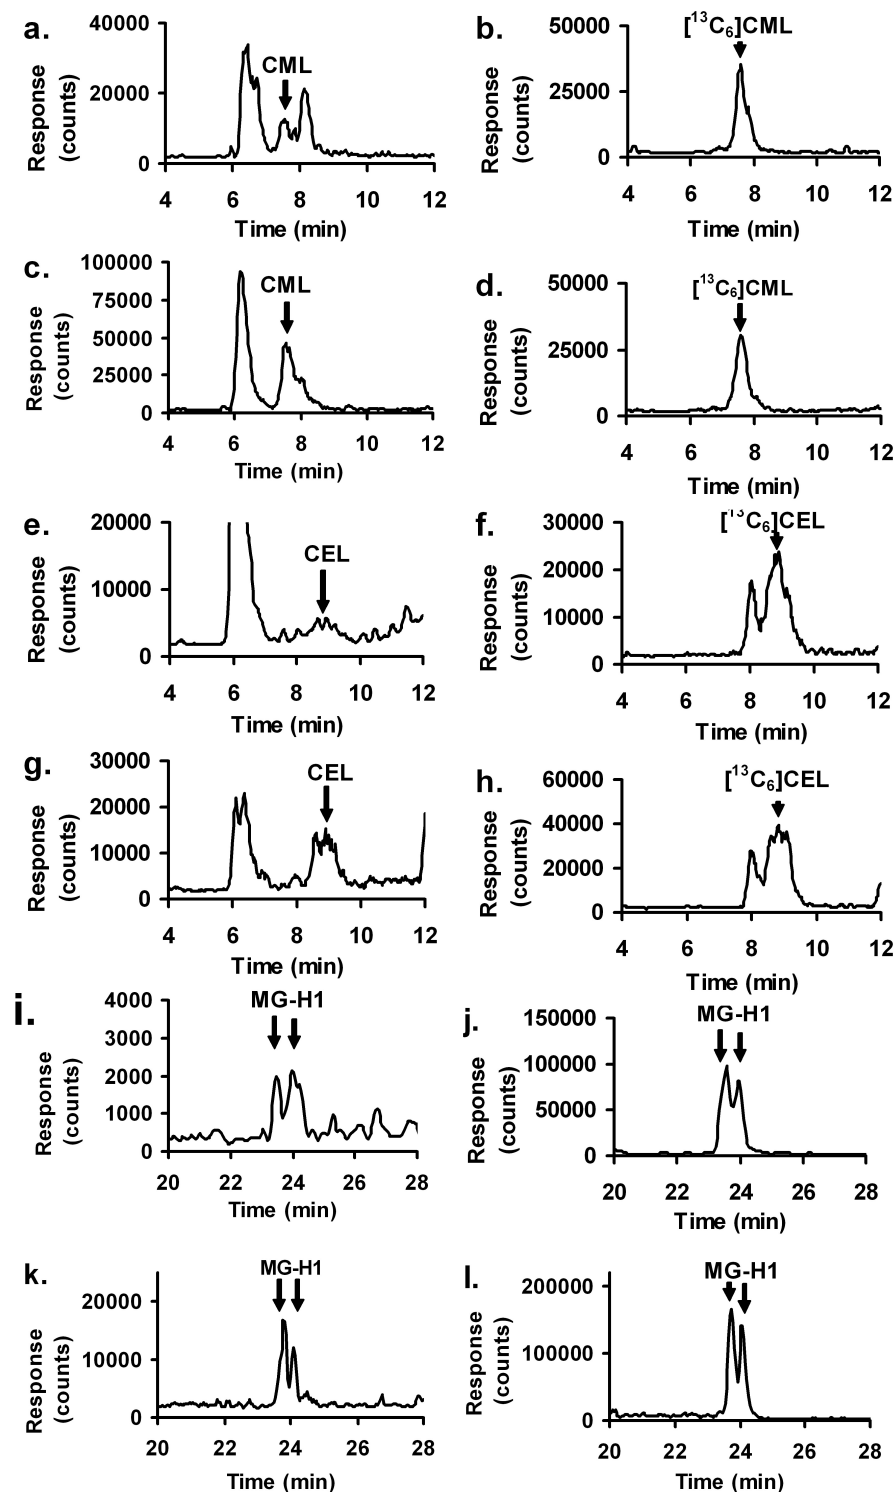 a.
CML
Response
(counts)
40000
20000
0
4 6 8 10 12
Time (min)
b.
[¹³C₆]CML
Response
(counts)
50000
25000
0
4 6 8 10 12
Time (min)
c.
CML
Response
(counts)
100000
75000
50000
25000
0
4 6 8 10 12
Time (min)
d.
[¹³C₆]CML
Response
(counts)
50000
25000
0
4 6 8 10 12
Time (min)
e.
CEL
Response
(counts)
20000
10000
0
4 6 8 10 12
Time (min)
f.
[¹³C₆]CEL
Response
(counts)
30000
20000
10000
0
4 6 8 10 12
Time (min)
g.
CEL
Response
(counts)
30000
20000
10000
0
4 6 8 10 12
Time (min)
h.
[¹³C₆]CEL
Response
(counts)
60000
40000
20000
0
4 6 8 10 12
Time (min)
i.
MG-H1
Response
(counts)
4000
3000
2000
1000
0
20 22 24 26 28
Time (min)
j.
MG-H1
Response
(counts)
150000
100000
50000
0
20 22 24 26 28
Time (min)
k.
MG-H1
Response
(counts)
20000
10000
0
20 22 24 26 28
Time (min)
l.
MG-H1
Response
(counts)
200000
100000
0
20 22 24 26 28
Time (min)